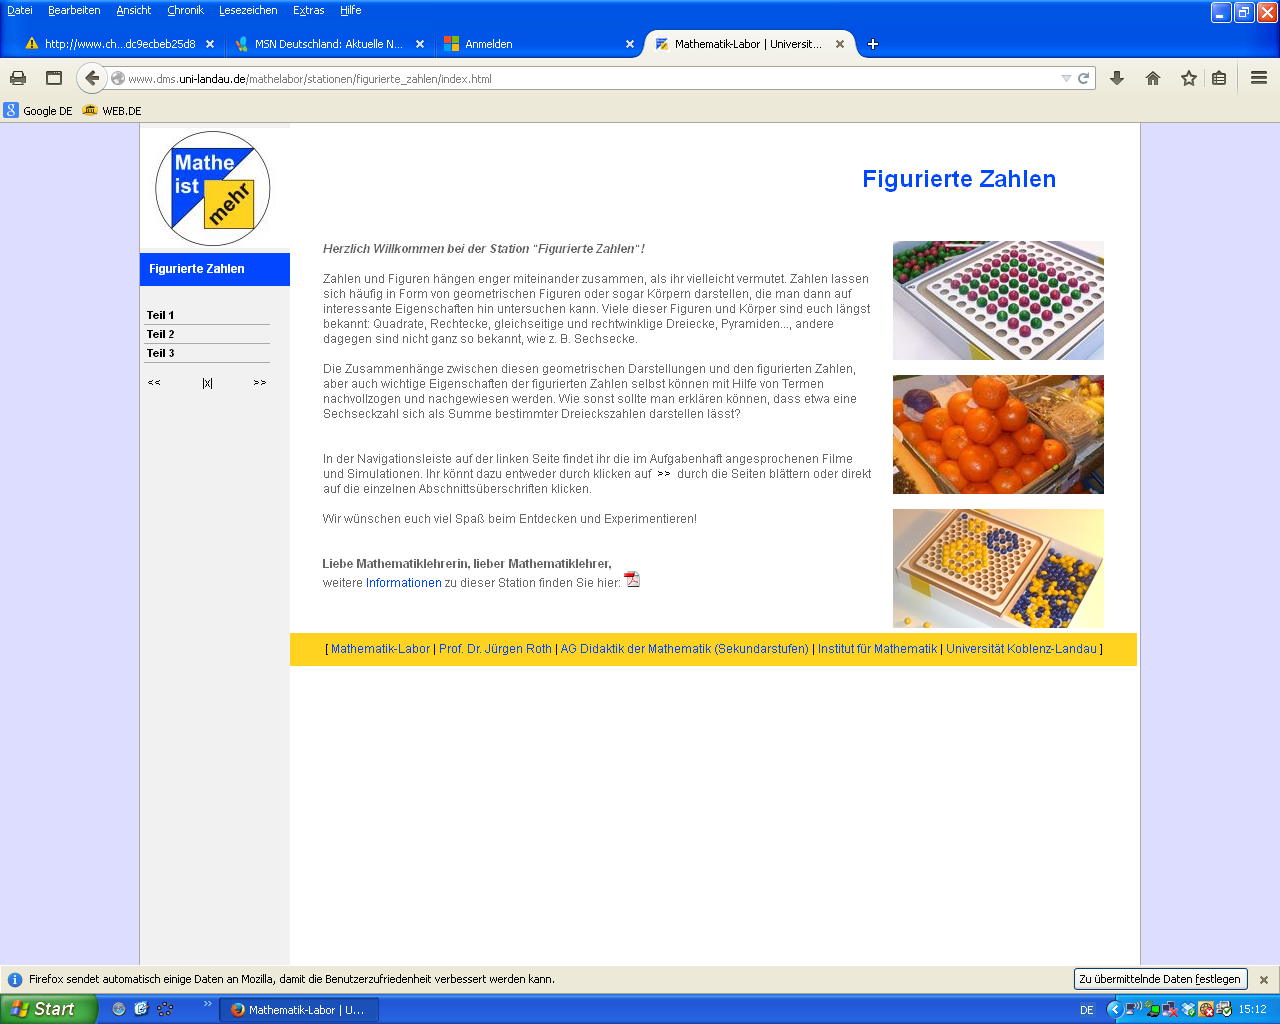 Datei Bearbeiten Ansicht Chronik Lesezeichen Extras Hilfe
http://www.ch...dc9ecbeb25d8
MSN Deutschland: Aktuelle N...
Anmelden
Mathematik-Labor | Universit...
www.dms.uni-landau.de/mathelabor/stationen/figurierte_zahlen/index.html
Google DE WEB.DE
Mathe
ist
mehr
Figurierte Zahlen
Figurierte Zahlen
Teil 1
Teil 2
Teil 3
<< |x| >>
Herzlich Willkommen bei der Station "Figurierte Zahlen"!
Zahlen und Figuren hängen enger miteinander zusammen, als ihr vielleicht vermutet. Zahlen lassen
sich häufig in Form von geometrischen Figuren oder sogar Körpern darstellen, die man dann auf
interessante Eigenschaften hin untersuchen kann. Viele dieser Figuren und Körper sind euch längst
bekannt: Quadrate, Rechtecke, gleichseitige und rechtwinklige Dreiecke, Pyramiden..., andere
dagegen sind nicht ganz so bekannt, wie z. B. Sechsecke.
Die Zusammenhänge zwischen diesen geometrischen Darstellungen und den figurierten Zahlen,
aber auch wichtige Eigenschaften der figurierten Zahlen selbst können mit Hilfe von Termen
nachvollzogen und nachgewiesen werden. Wie sonst sollte man erklären können, dass etwa eine
Sechseckzahl sich als Summe bestimmter Dreieckszahlen darstellen lässt?
In der Navigationsleiste auf der linken Seite findet ihr die im Aufgabenhaft angesprochenen Filme
und Simulationen. Ihr könnt dazu entweder durch klicken auf >> durch die Seiten blättern oder direkt
auf die einzelnen Abschnittsüberschriften klicken.
Wir wünschen euch viel Spaß beim Entdecken und Experimentieren!
Liebe Mathematiklehrerin, lieber Mathematiklehrer,
weitere Informationen zu dieser Station finden Sie hier:
[ Mathematik-Labor | Prof. Dr. Jürgen Roth | AG Didaktik der Mathematik (Sekundarstufen) | Institut für Mathematik | Universität Koblenz-Landau ]
Firefox sendet automatisch einige Daten an Mozilla, damit die Benutzerzufriedenheit verbessert werden kann.
Zu übermittelnde Daten festlegen
Start
Mathematik-Labor | U...
DE
15:12